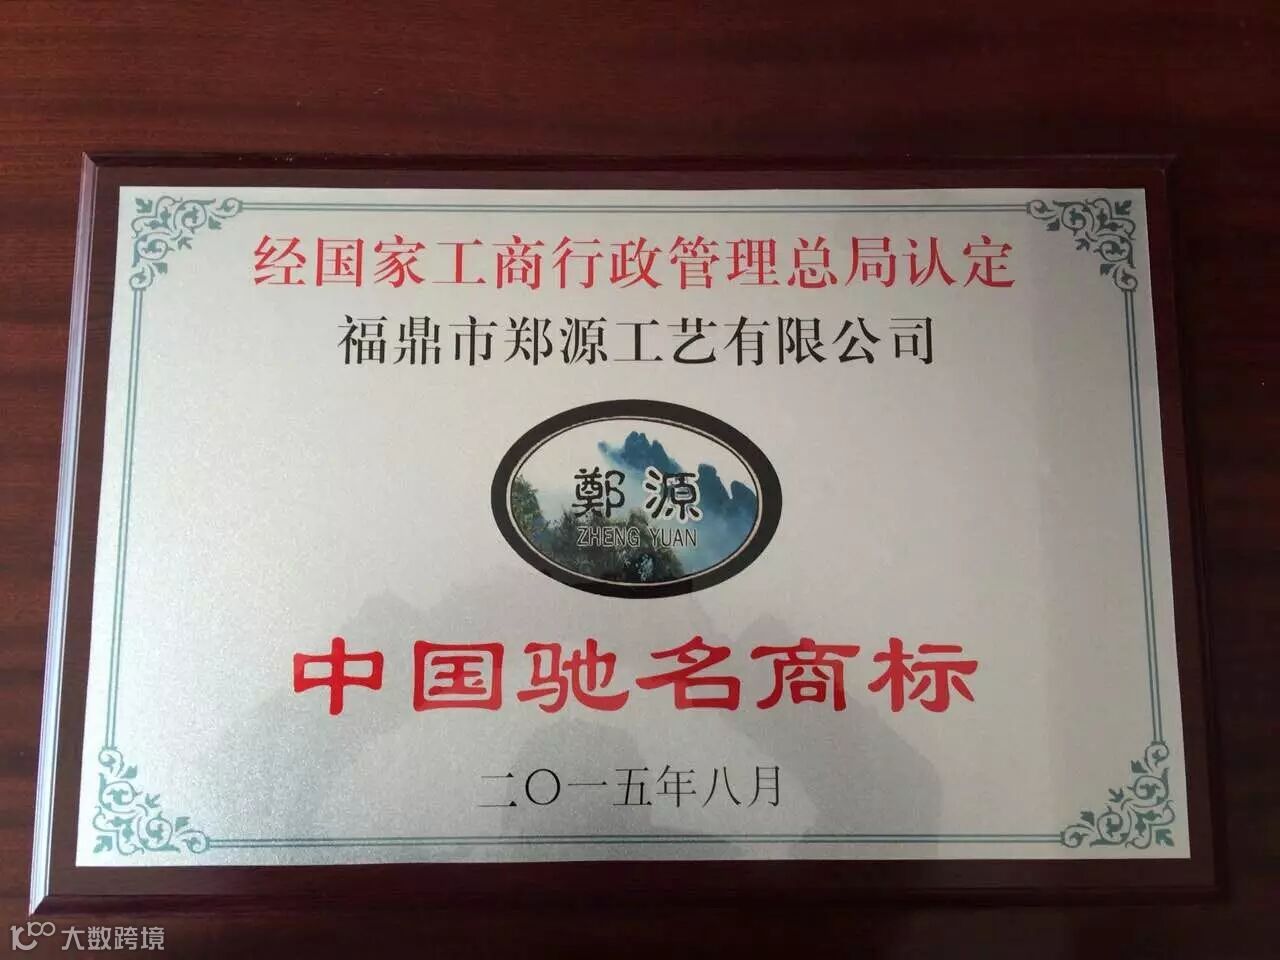 经国家工商行政管理总局认定
福鼎市郑源工艺有限公司
鄭源
ZHENG YUAN
中国驰名商标
二〇一五年八月
大数跨境